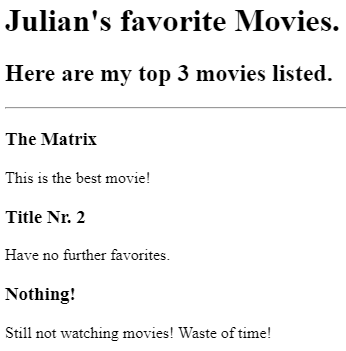 Julian's favorite Movies.
Here are my top 3 movies listed.
The Matrix
This is the best movie!
Title Nr. 2
Have no further favorites.
Nothing!
Still not watching movies! Waste of time!